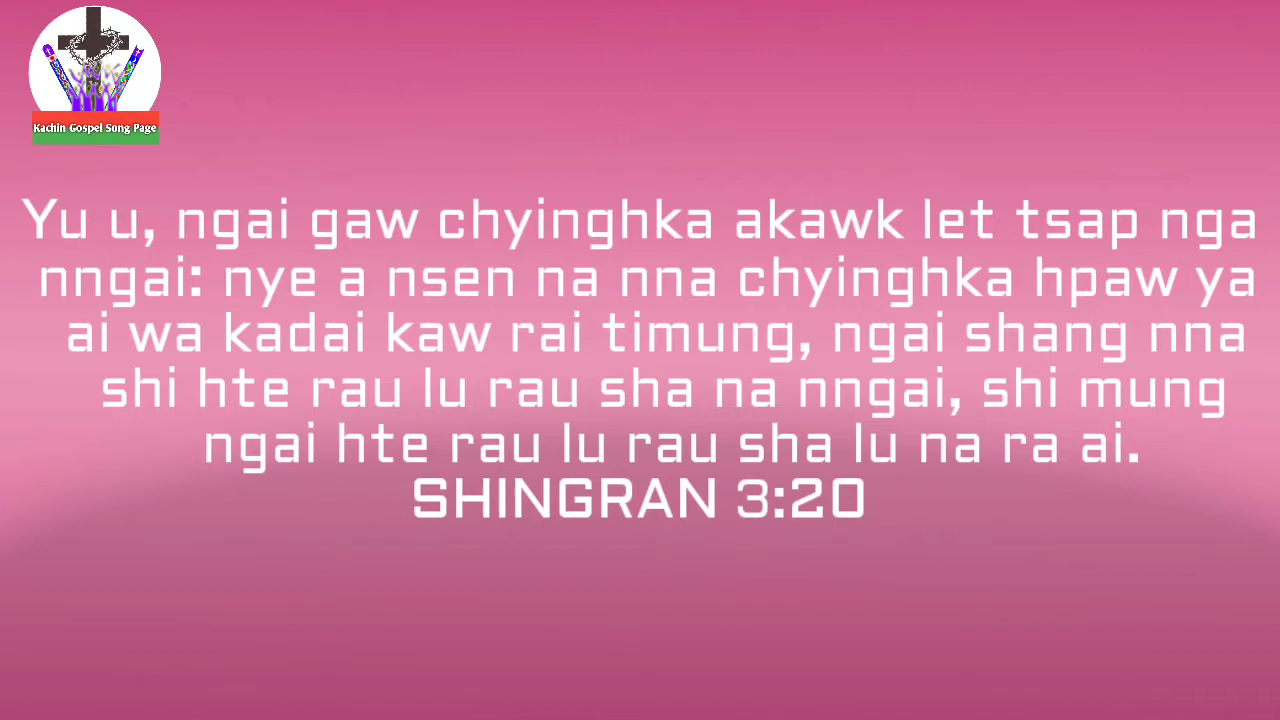 Kachin Gospel Song Page
Yu u, ngai gaw chyinghka akawk let tsap nga
nngai: nye a nsen na nna chyinghka hpaw ya
ai wa kadai kaw rai timung, ngai shang nna
shi hte rau lu rau sha na nngai, shi mung
ngai hte rau lu rau sha lu na ra ai.
SHINGRAN 3:20